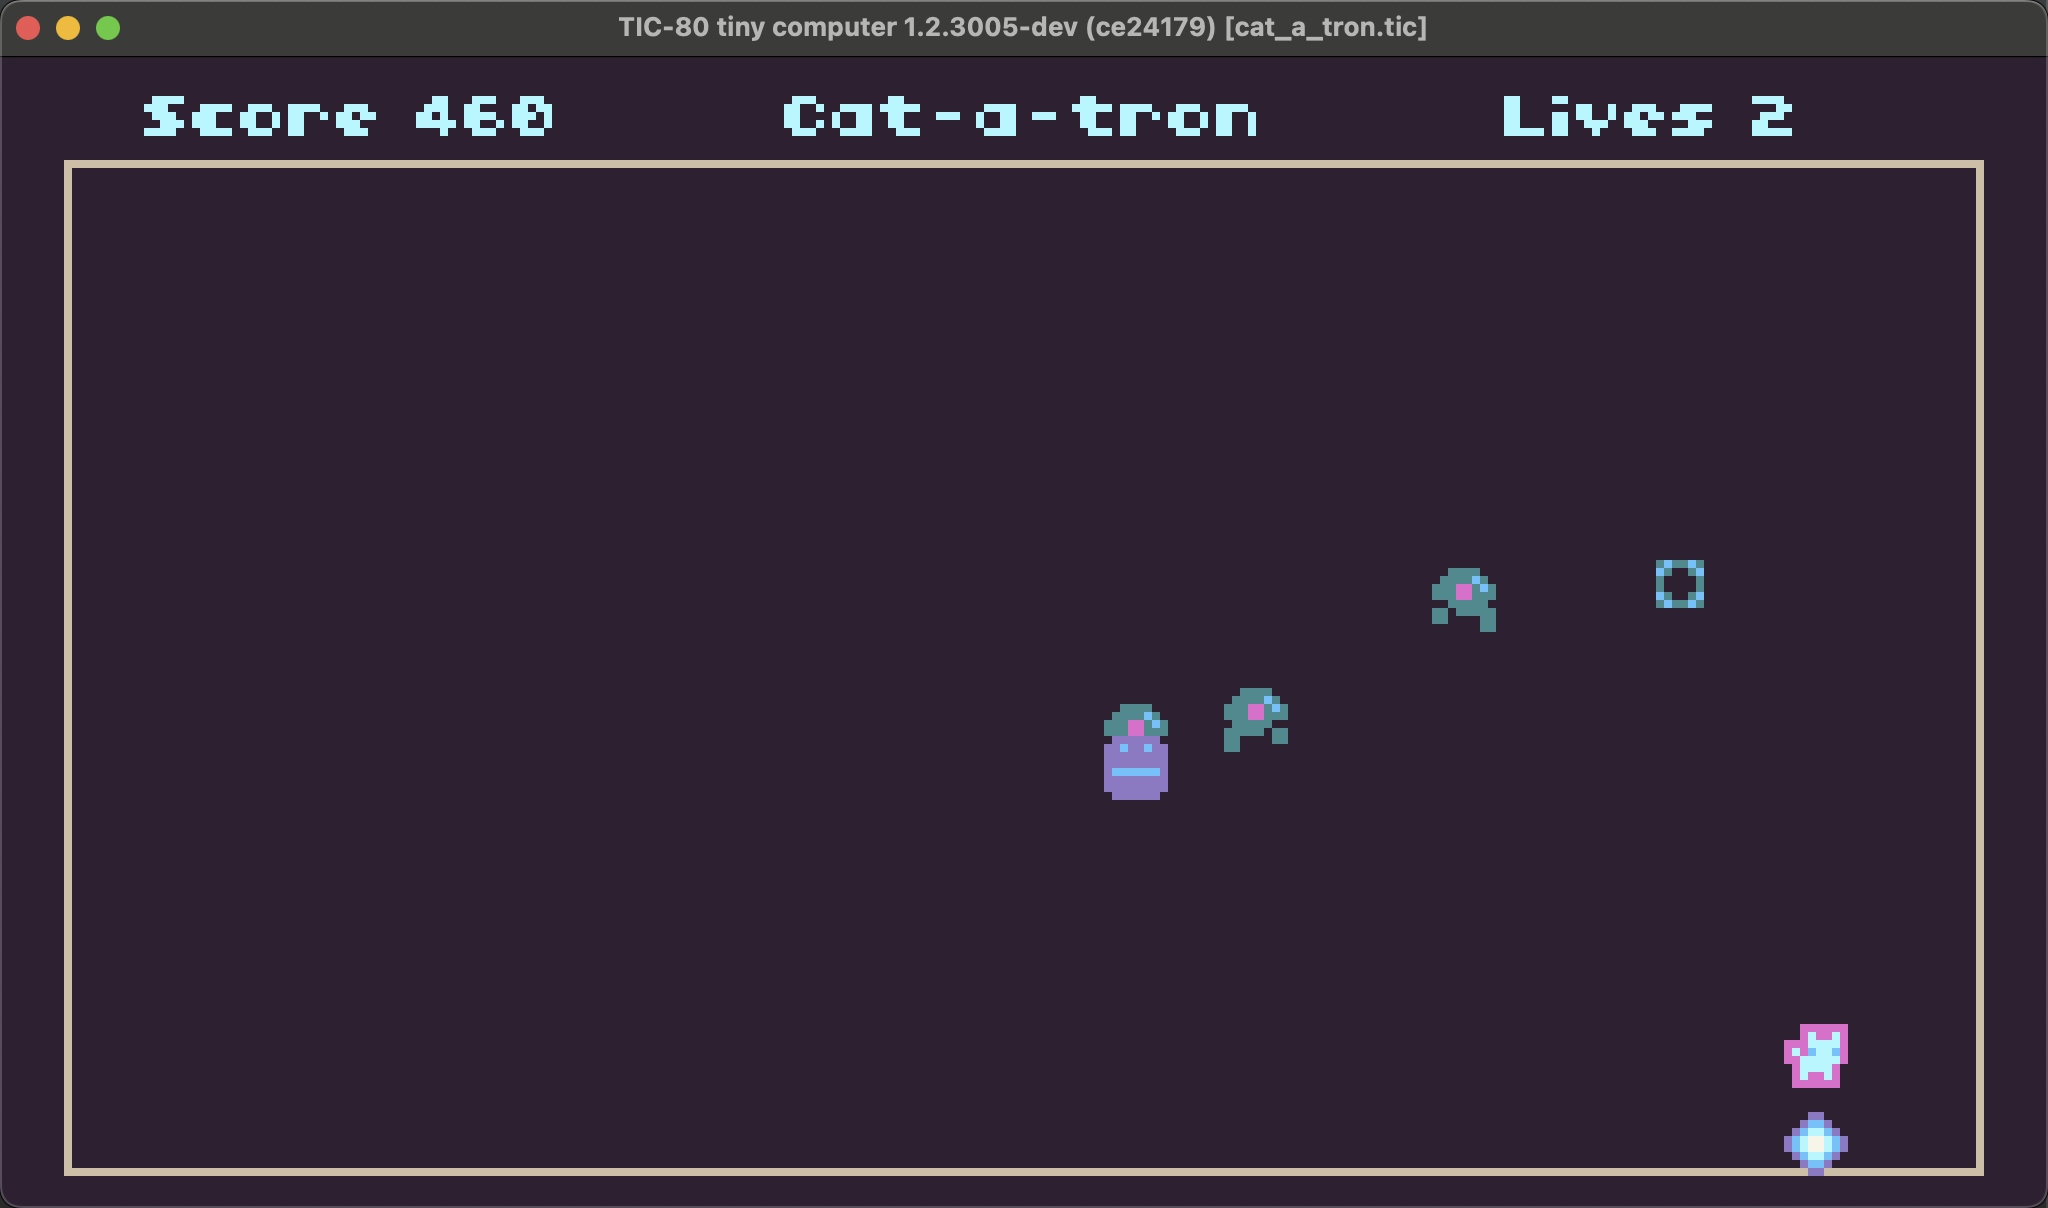 TIC-80 tiny computer 1.2.3005-dev (ce24179) [cat_a_tron.tic]
Score 460 Cat-a-tron Lives 2